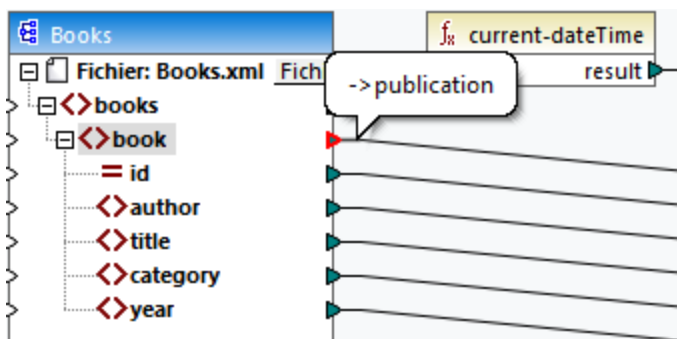 Books
current-dateTime
Fichier: Books.xml Fich
result
->publication
books
book
id
author
title
category
year